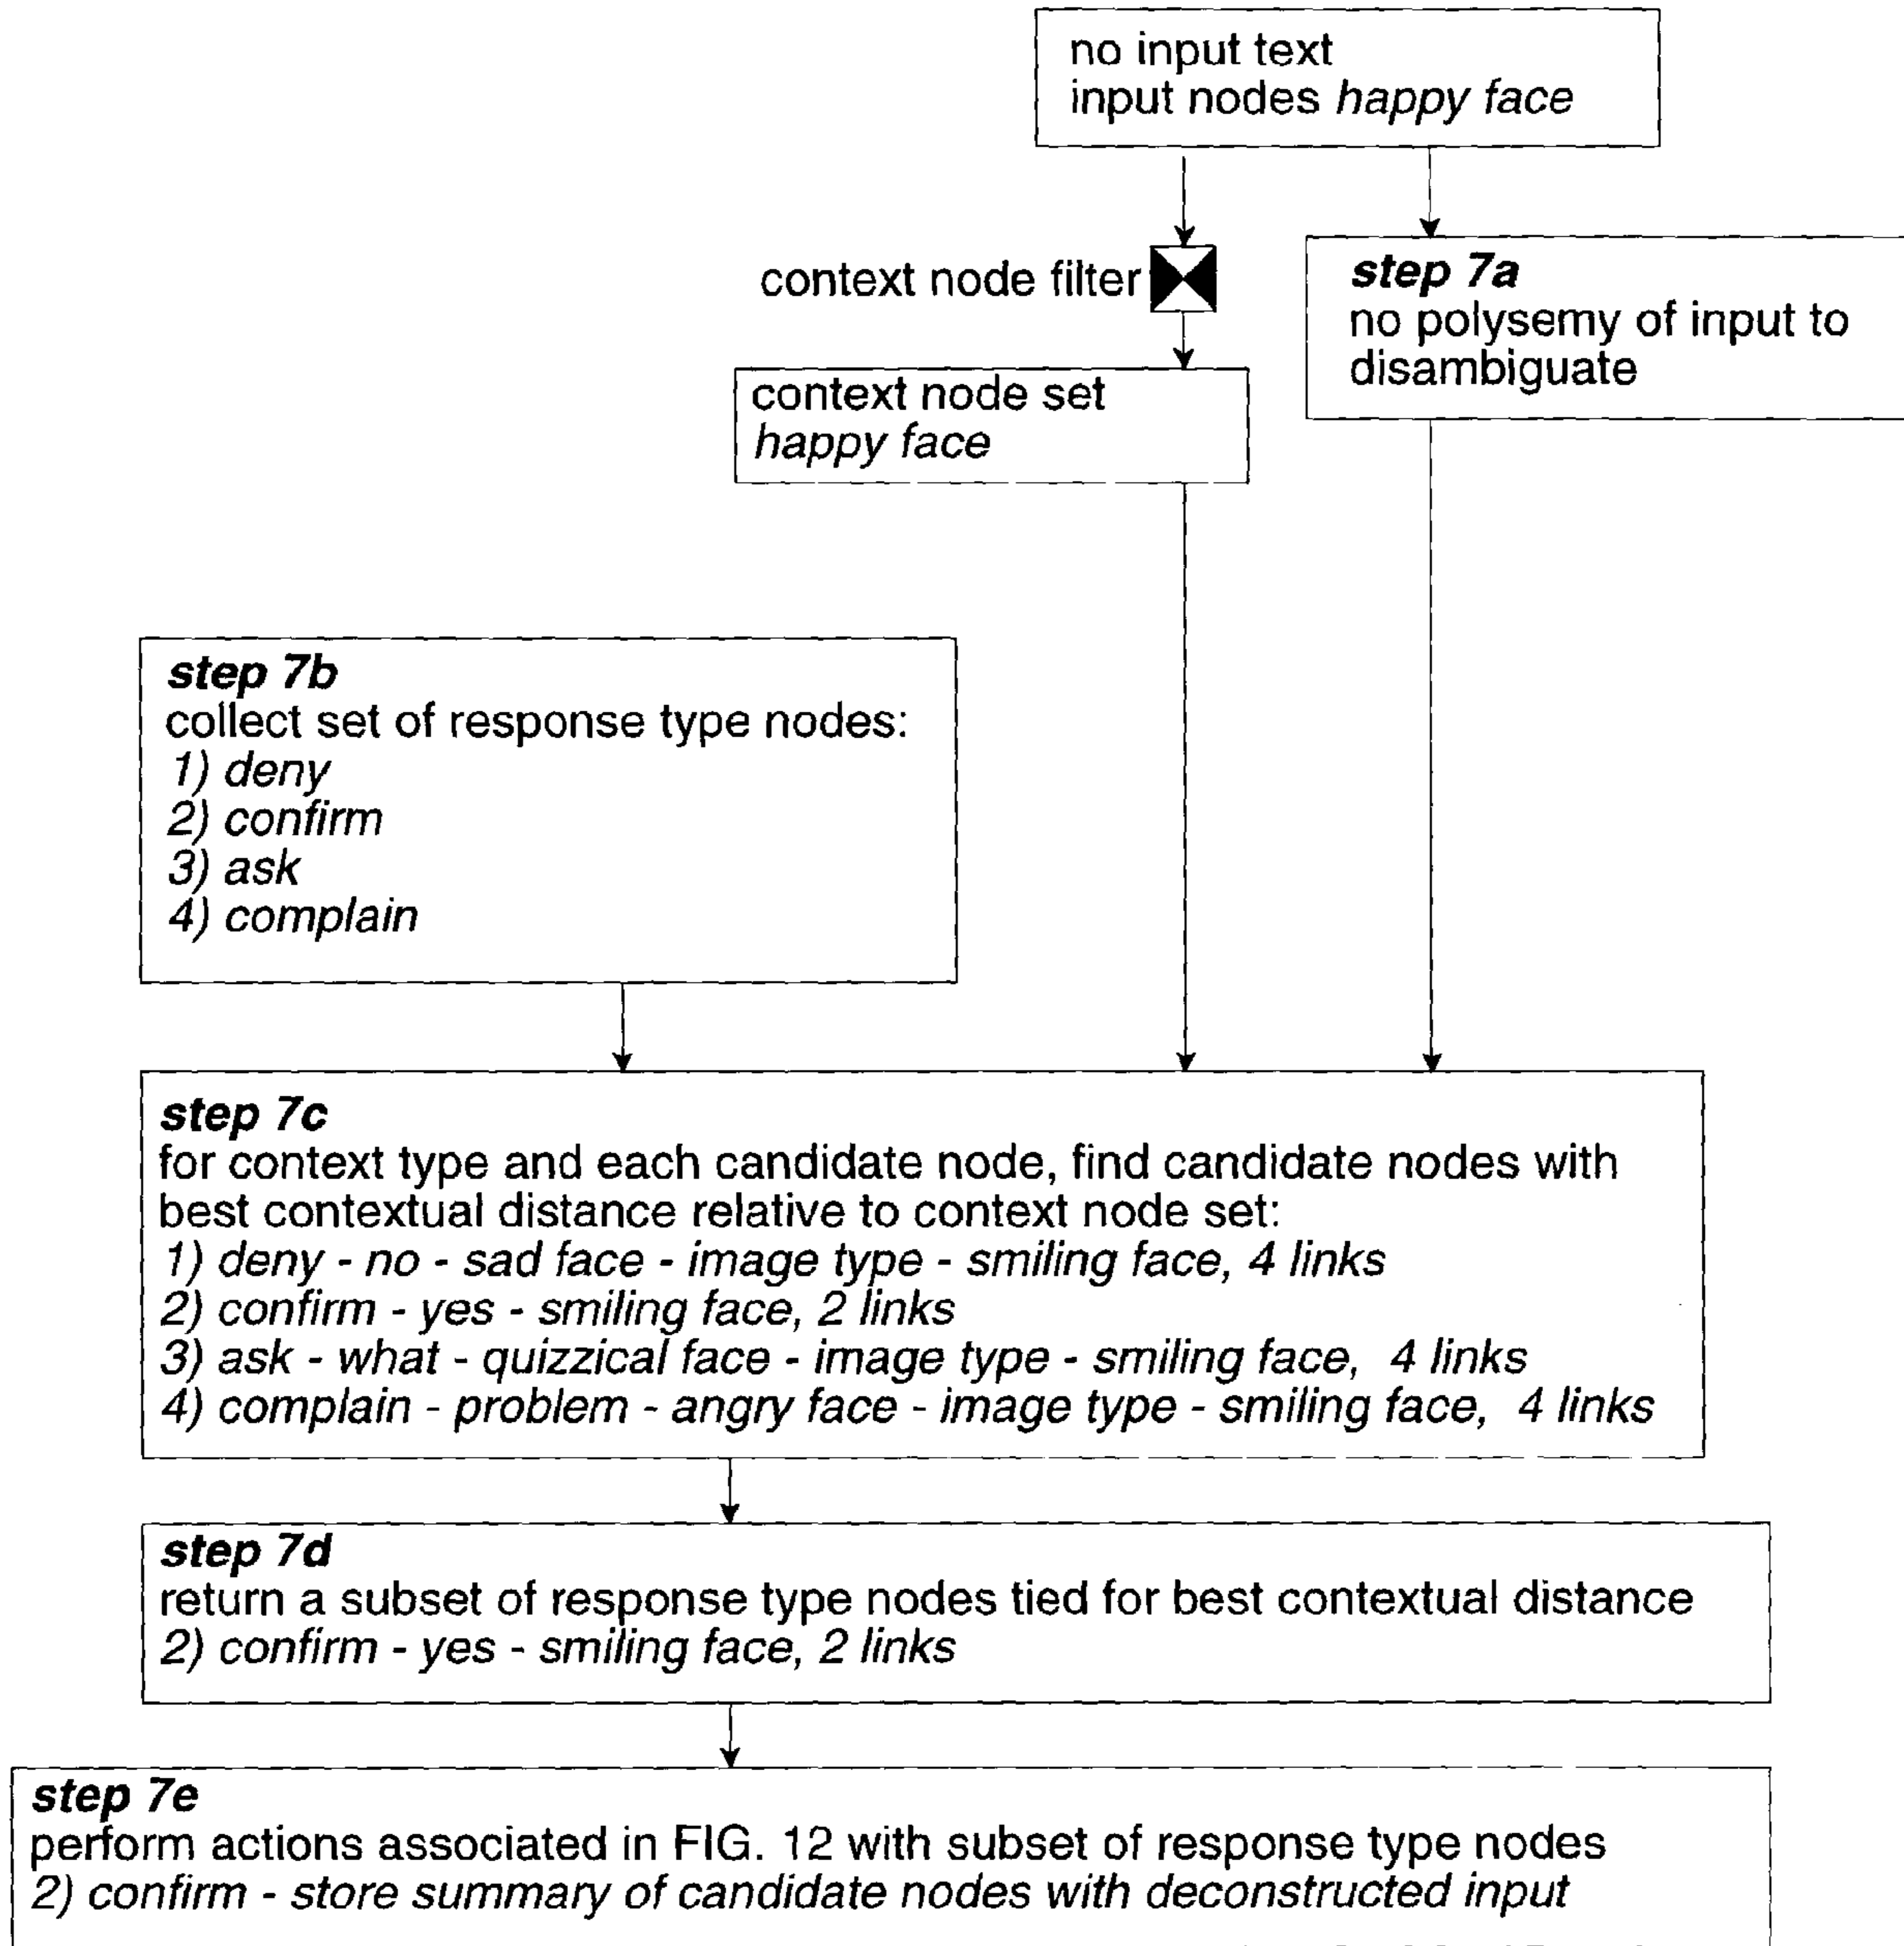 no input text
input nodes happy face
context node filter
step 7a
no polysemy of input to
disambiguate
context node set
happy face
step 7b
collect set of response type nodes:
1) deny
2) confirm
3) ask
4) complain
step 7c
for context type and each candidate node, find candidate nodes with
best contextual distance relative to context node set:
1) deny - no - sad face - image type - smiling face, 4 links
2) confirm - yes - smiling face, 2 links
3) ask - what - quizzical face - image type - smiling face, 4 links
4) complain - problem - angry face - image type - smiling face, 4 links
step 7d
return a subset of response type nodes tied for best contextual distance
2) confirm - yes - smiling face, 2 links
step 7e
perform actions associated in FIG. 12 with subset of response type nodes
2) confirm - store summary of candidate nodes with deconstructed input